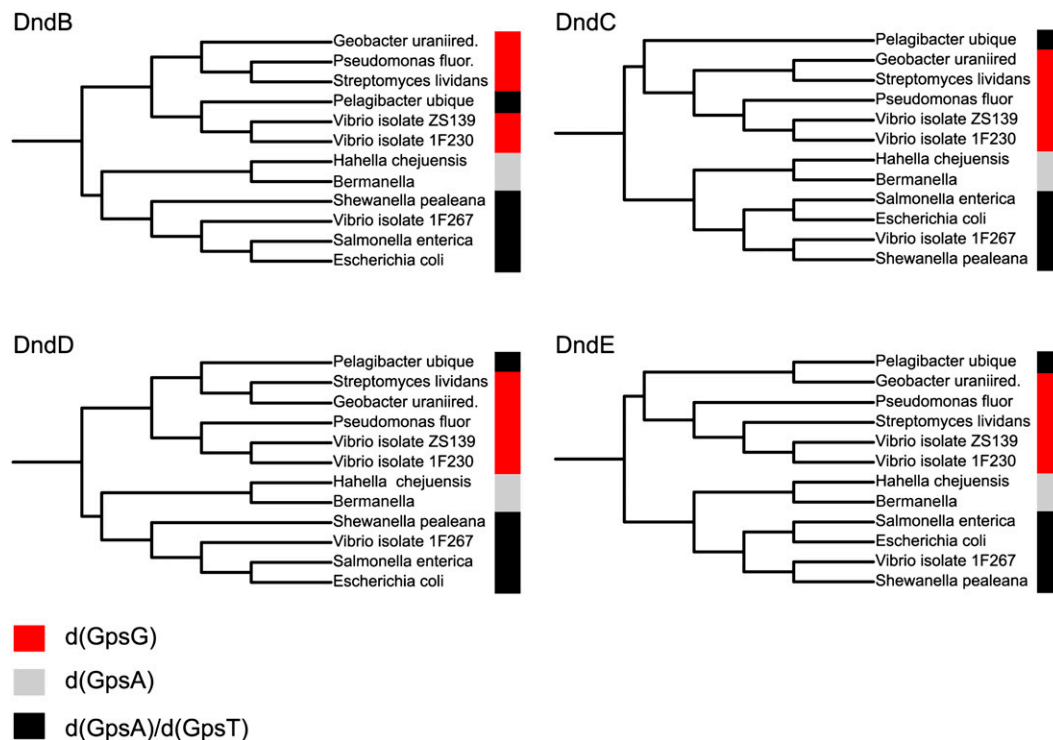 DndB
Geobacter uraniired.
Pseudomonas fluor.
Streptomyces lividans
Pelagibacter ubique
Vibrio isolate ZS139
Vibrio isolate 1F230
Hahella chejuensis
Bermanella
Shewanella pealeana
Vibrio isolate 1F267
Salmonella enterica
Escherichia coli
DndC
Pelagibacter ubique
Geobacter uraniired
Streptomyces lividans
Pseudomonas fluor
Vibrio isolate ZS139
Vibrio isolate 1F230
Hahella chejuensis
Bermanella
Salmonella enterica
Escherichia coli
Vibrio isolate 1F267
Shewanella pealeana
DndD
Pelagibacter ubique
Streptomyces lividans
Geobacter uraniired.
Pseudomonas fluor
Vibrio isolate ZS139
Vibrio isolate 1F230
Hahella chejuensis
Bermanella
Shewanella pealeana
Vibrio isolate 1F267
Salmonella enterica
Escherichia coli
DndE
Pelagibacter ubique
Geobacter uraniired.
Pseudomonas fluor
Streptomyces lividans
Vibrio isolate ZS139
Vibrio isolate 1F230
Hahella chejuensis
Bermanella
Salmonella enterica
Escherichia coli
Vibrio isolate 1F267
Shewanella pealeana
d(GpsG)
d(GpsA)
d(GpsA)/d(GpsT)